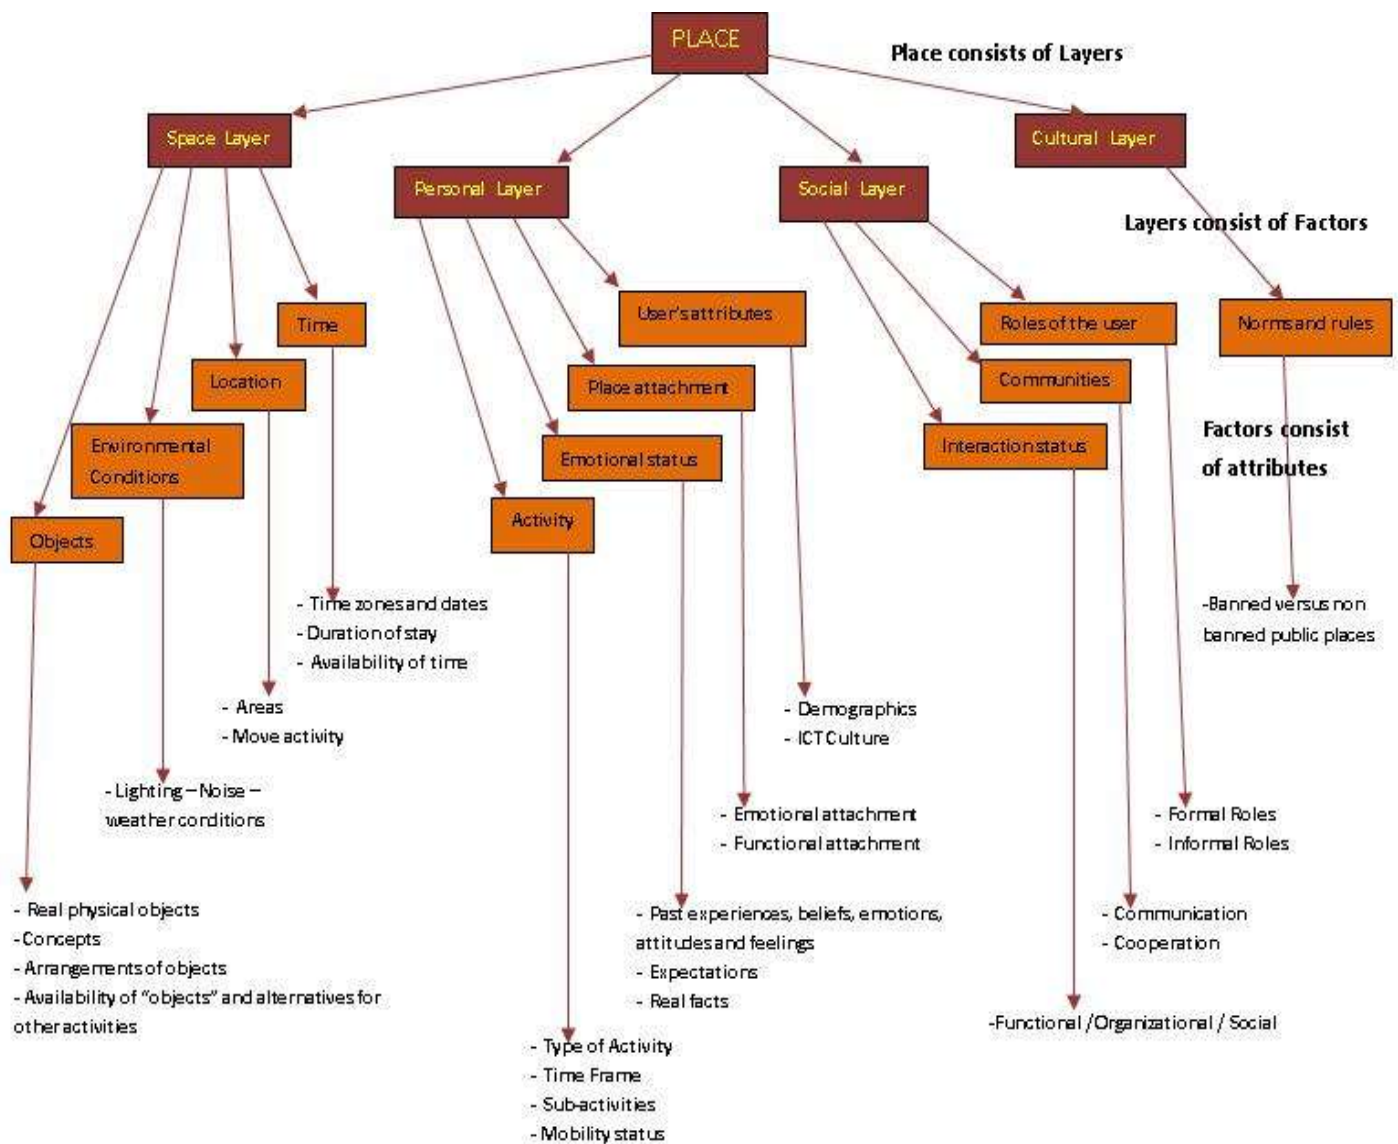 PLACE
Place consists of Layers
Space Layer
Cultural Layer
Personal Layer
Social Layer
Layers consist of Factors
User's attributes
Time
Roles of the user
Norms and rules
Location
Place attachment
Communities
Environmental
Conditions
Emotional status
Interaction status
Factors consist
of attributes
Objects
Activity
- Time zones and dates
- Duration of stay
- Availability of time
-Banned versus non
banned public places
- Areas
- Move activity
- Demographics
- ICT Culture
- Lighting – Noise –
weather conditions
- Emotional attachment
- Functional attachment
- Formal Roles
- Informal Roles
- Real physical objects
-Concepts
- Arrangements of objects
- Availability of "objects" and alternatives for
other activities
- Past experiences, beliefs, emotions,
attitudes and feelings
- Expectations
- Real facts
- Communication
- Cooperation
-Functional /Organizational / Social
- Type of Activity
- Time Frame
- Sub-activities
- Mobility status